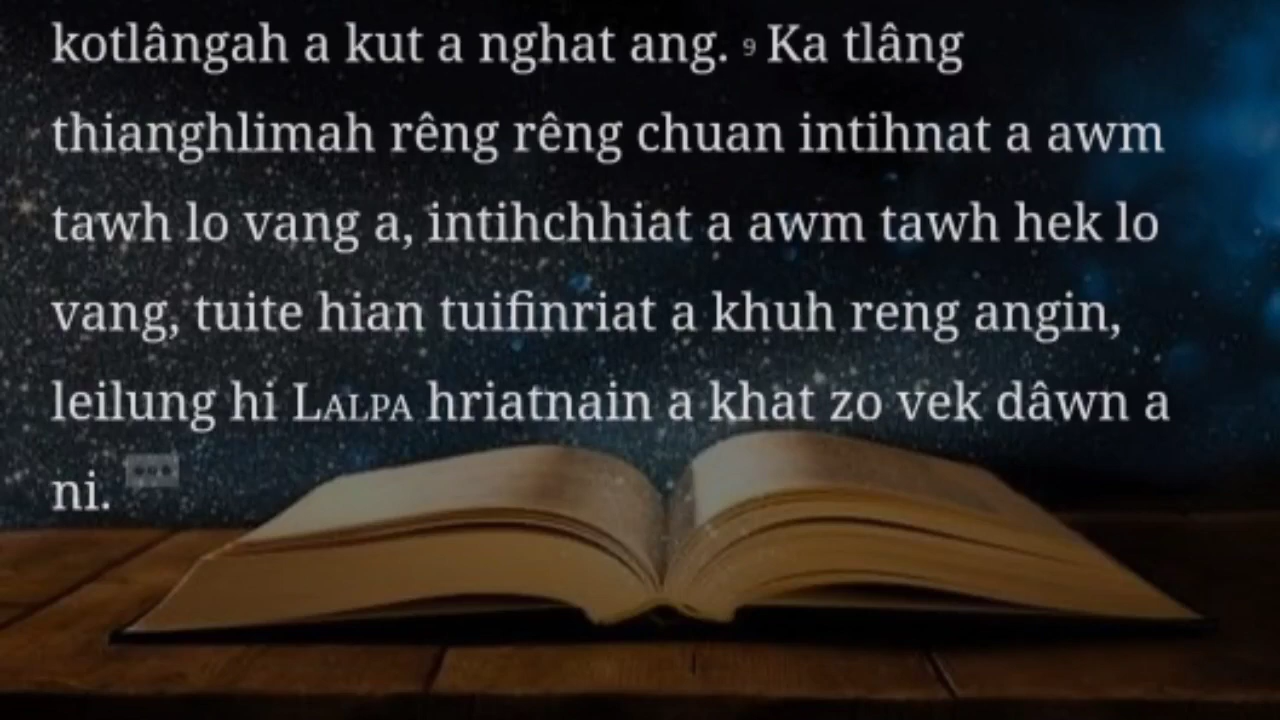 kotlângah a kut a nghat ang. 9 Ka tlâng
thianghlimah rêng rêng chuan intihnat a awm
tawh lo vang a, intihchhiat a awm tawh hek lo
vang, tuite hian tuifinriat a khuh reng angin,
leilung hi LALPA hriatnain a khat zo vek dâwn a
ni.